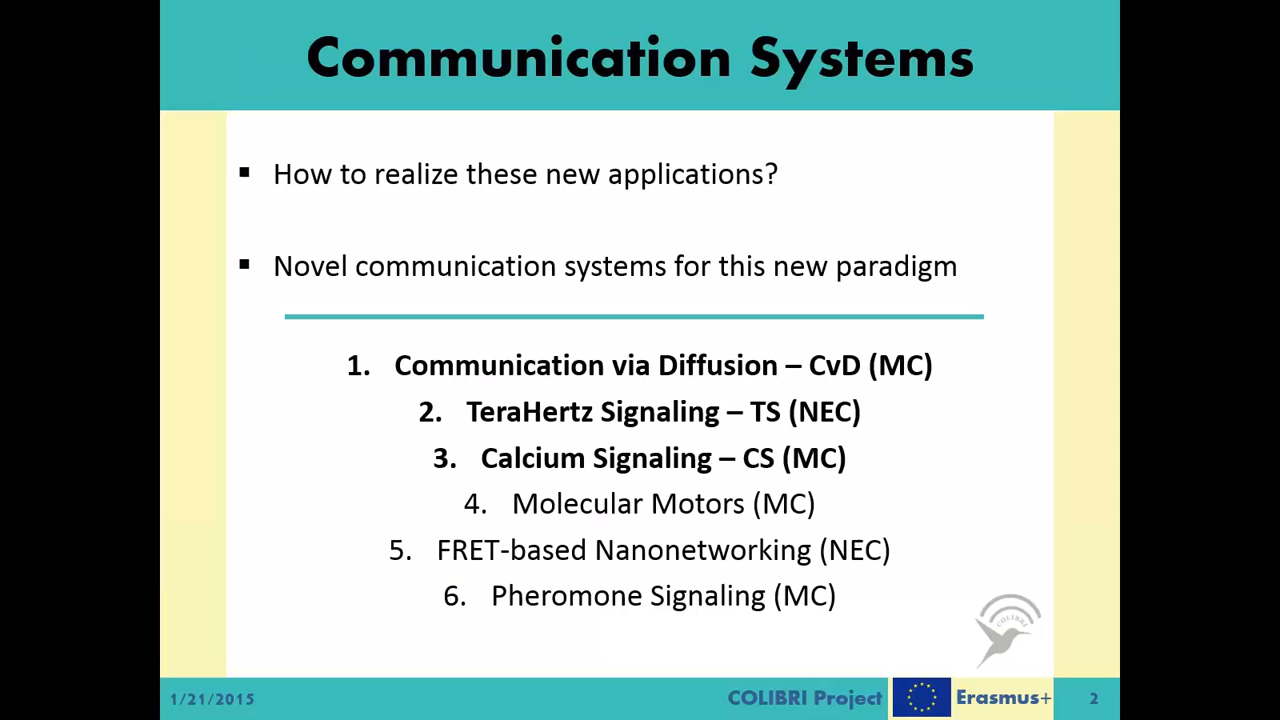 Communication Systems
▪ How to realize these new applications?
▪ Novel communication systems for this new paradigm
1. Communication via Diffusion – CvD (MC)
2. TeraHertz Signaling – TS (NEC)
3. Calcium Signaling – CS (MC)
4. Molecular Motors (MC)
5. FRET-based Nanonetworking (NEC)
6. Pheromone Signaling (MC)
COLIBRI
1/21/2015 COLIBRI Project Erasmus+ 2